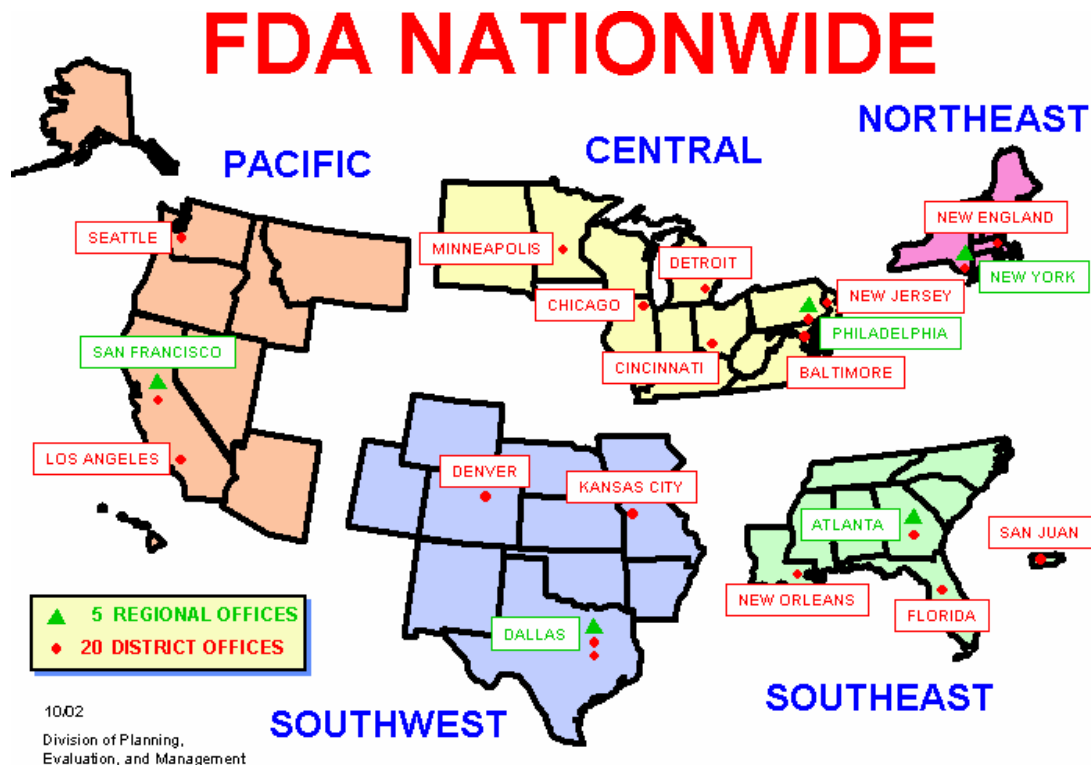 FDA NATIONWIDE
NORTHEAST
CENTRAL
PACIFIC
NEW ENGLAND
SEATTLE
MINNEAPOLIS
DETROIT
NEW YORK
NEW JERSEY
CHICAGO
PHILADELPHIA
SAN FRANCISCO
CINCINNATI
BALTIMORE
LOS ANGELES
DENVER
KANSAS CITY
ATLANTA
SAN JUAN
NEW ORLEANS
FLORIDA
5 REGIONAL OFFICES
20 DISTRICT OFFICES
DALLAS
SOUTHEAST
SOUTHWEST
10/02
Division of Planning,
Evaluation, and Management